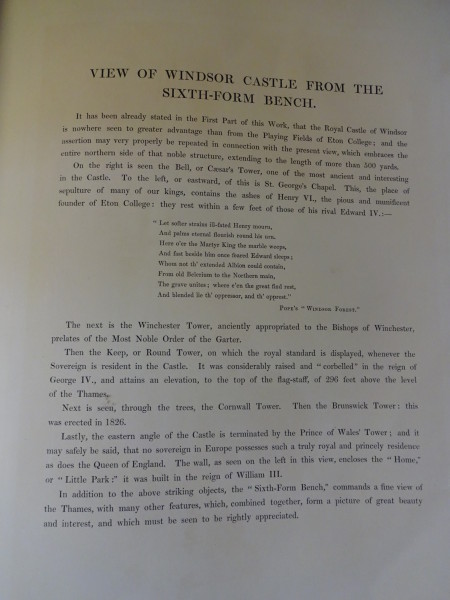 VIEW OF WINDSOR CASTLE FROM THE
SIXTH-FORM BENCH.
It has been already stated in the First Part of this Work, that the Royal Castle of Windsor
is nowhere seen to greater advantage than from the Playing Fields of Eton College; and the
assertion may very properly be repeated in connection with the present view, which embraces the
entire northern side of that noble structure, extending to the length of more than 500 yards.
On the right is seen the Bell, or Cæsar's Tower, one of the most ancient and interesting
in the Castle. To the left, or eastward, of this is St. George's Chapel. This, the place of
sepulture of many of our kings, contains the ashes of Henry VI., the pious and munificent
founder of Eton College: they rest within a few feet of those of his rival Edward IV.:—
"Let softer strains ill-fated Henry mourn,
And palms eternal flourish round his urn.
Here o'er the Martyr King the marble weeps,
And fast beside him once feared Edward sleeps;
Whom not th' extended Albion could contain,
From old Belerium to the Northern main,
The grave unites; where e'en the great find rest,
And blended lie th' oppressor, and th' opprest."
POPE'S "WINDSOR FOREST."
The next is the Winchester Tower, anciently appropriated to the Bishops of Winchester,
prelates of the Most Noble Order of the Garter.
Then the Keep, or Round Tower, on which the royal standard is displayed, whenever the
Sovereign is resident in the Castle. It was considerably raised and "corbelled" in the reign of
George IV., and attains an elevation, to the top of the flag-staff, of 296 feet above the level
of the Thames.
Next is seen, through the trees, the Cornwall Tower. Then the Brunswick Tower: this
was erected in 1826.
Lastly, the eastern angle of the Castle is terminated by the Prince of Wales' Tower; and it
may safely be said, that no sovereign in Europe possesses such a truly royal and princely residence
as does the Queen of England. The wall, as seen on the left in this view, encloses the "Home,"
or "Little Park:" it was built in the reign of William III.
In addition to the above striking objects, the "Sixth-Form Bench," commands a fine view of
the Thames, with many other features, which, combined together, form a picture of great beauty
and interest, and which must be seen to be rightly appreciated.